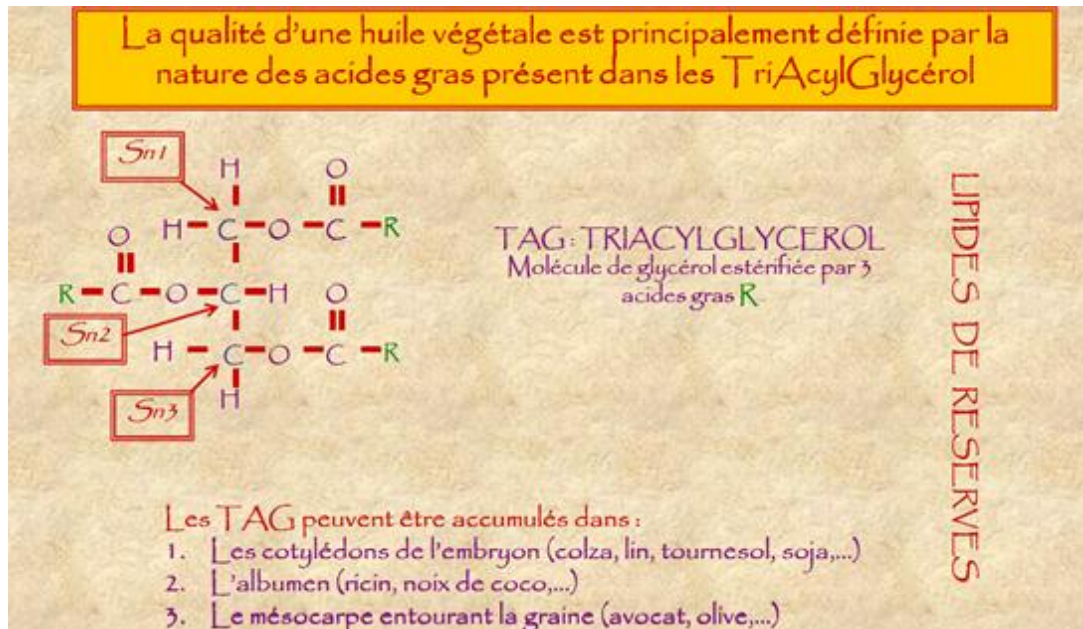 La qualité d'une huile végétale est principalement définie par la
nature des acides gras présent dans les TriAcylGlycérol
Sn1
H O
H C O C R
O
R C O C H O
Sn2
H C O C R
H
Sn3
TAG: TRIACYLGLYCEROL
Molécule de glycérol estérifiée par 3
acides gras R
LIPIDES DE RESERVES
Les TAG peuvent être accumulés dans :
1. Les cotylédons de l'embryon (colza, lin, tournesol, soja,...)
2. L'albumen (ricin, noix de coco,...)
3. Le mésocarpe entourant la graine (avocat, olive,...)